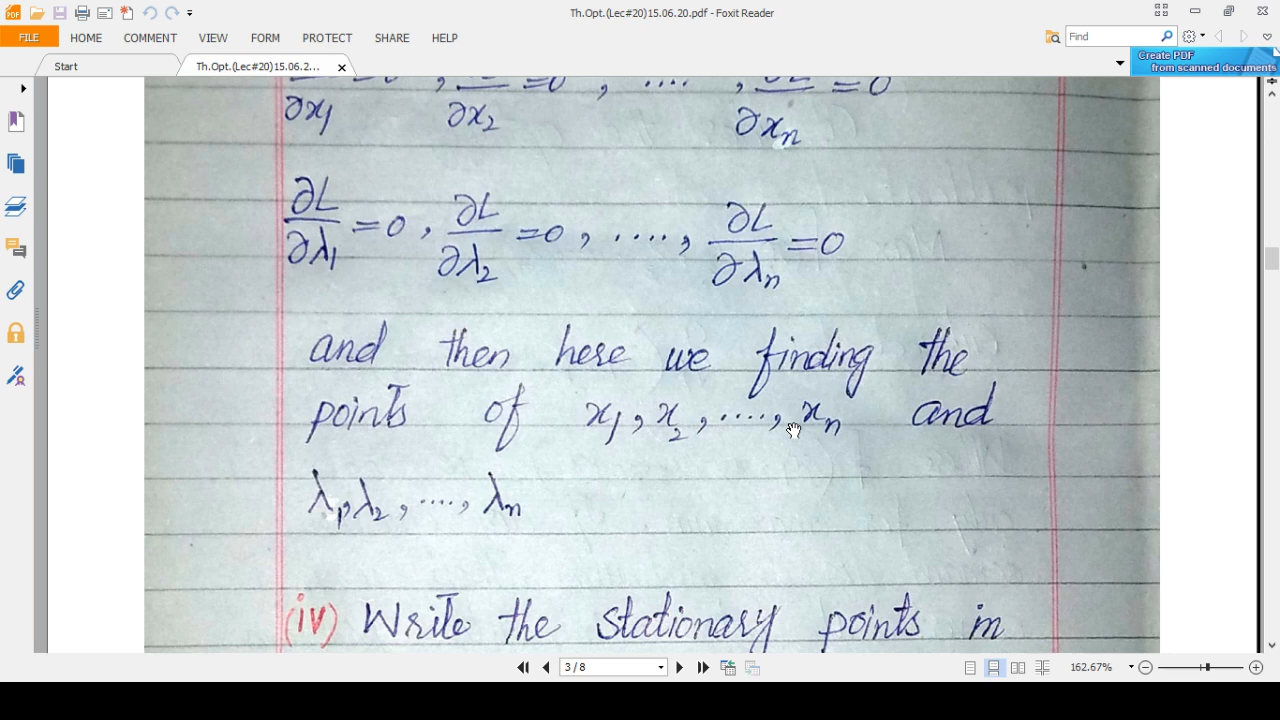 Th.Opt.(Lec#20)15.06.20.pdf - Foxit Reader
FILE HOME COMMENT VIEW FORM PROTECT SHARE HELP
Find
Create PDF
from scanned documents
Start
Th.Opt.(Lec#20)15.06.2...
∂x₁ =0 , ∂x₂ =0 , .... , ∂L/∂xₙ =0
∂L/∂λ₁ =0 , ∂L/∂λ₂ =0 , ...., ∂L/∂λₙ =0
and then here we finding the
points of x₁, x₂, ...., xₙ and
λ₁, λ₂, ...., λₙ
(iv) Write the stationary points in
3 / 8
162.67%